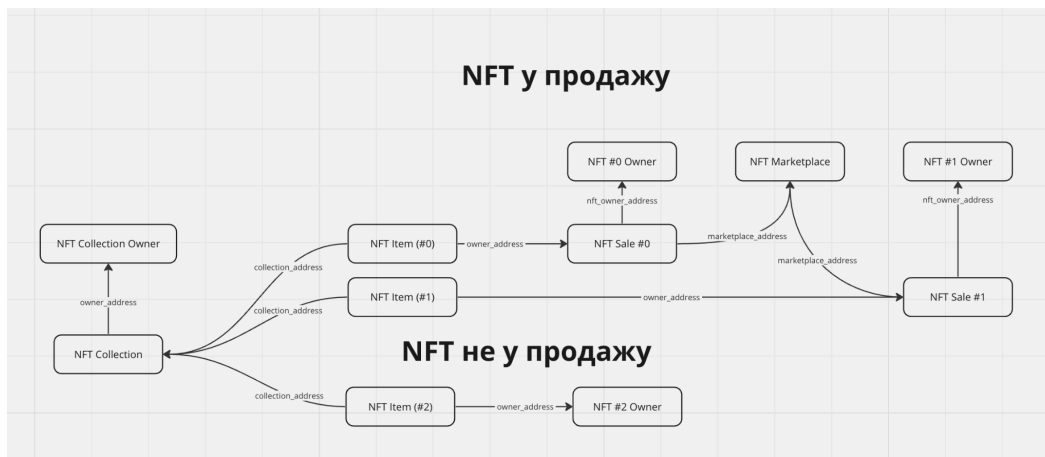 NFT у продажу
NFT #0 Owner
NFT Marketplace
NFT #1 Owner
nft_owner_address
nft_owner_address
NFT Collection Owner
NFT Item (#0)
owner_address
NFT Sale #0
marketplace_address
collection_address
marketplace_address
owner_address
NFT Item (#1)
owner_address
NFT Sale #1
collection_address
NFT Collection
NFT не у продажу
collection_address
NFT Item (#2)
owner_address
NFT #2 Owner